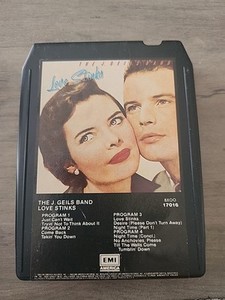 THE J. GEILS BAND
Love Stinks
THE J. GEILS BAND
LOVE STINKS
8EOO
17016
PROGRAM 1
Just Can't Wait
Tryin' Not To Think About It
PROGRAM 2
Come Back
Takin' You Down
PROGRAM 3
Love Stinks
Desire (Please Don't Turn Away)
Night Time (Part 1)
PROGRAM 4
Night Time (Concl.)
No Anchovies, Please
Till The Walls Come
Tumblin' Down
EMI
AMERICA